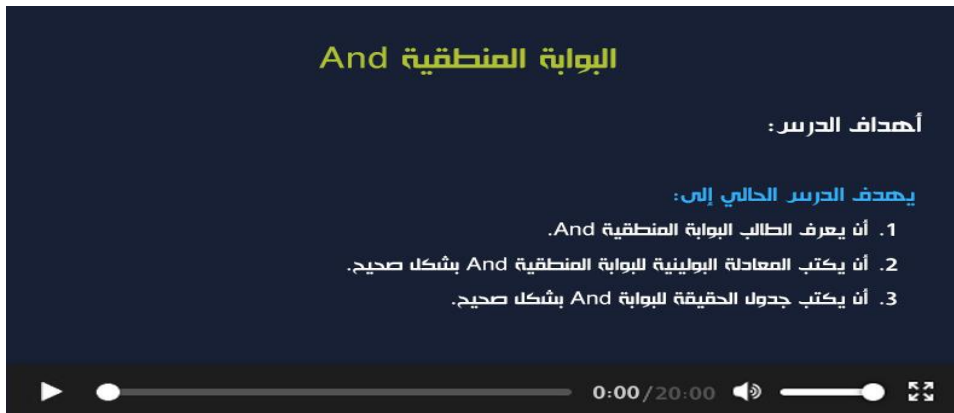 البوابة المنطقية And
أهداف الدرس:
يهدف الدرس الحالي إلى:
1. أن يعرف الطالب البوابة المنطقية And.
2. أن يكتب المعادلة البولينية للبوابة المنطقية And بشكل صحيح.
3. أن يكتب جدول الحقيقة للبوابة And بشكل صحيح.
0:00/20:00